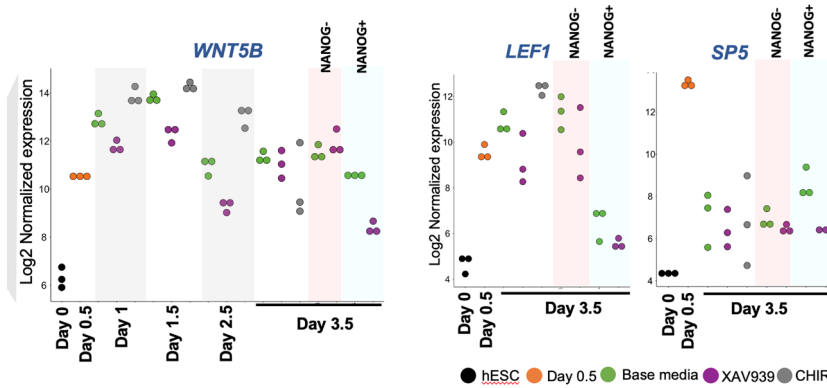 WNT5B
NANOG-
NANOG+
Log2 Normalized expression
14
12
10
8
6
Day 0
Day 0.5
Day 1
Day 1.5
Day 2.5
Day 3.5
LEF1
NANOG-
NANOG+
Log2 Normalized expression
12
10
8
6
4
Day 0
Day 0.5
Day 3.5
SP5
NANOG-
NANOG+
12
10
8
6
4
Day 0
Day 0.5
Day 3.5
hESC Day 0.5 Base media XAV939 CHIR